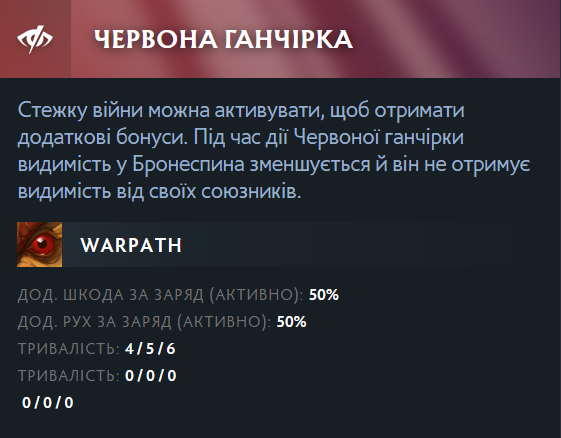 ЧЕРВОНА ГАНЧІРКА
Стежку війни можна активувати, щоб отримати
додаткові бонуси. Під час дії Червоної ганчірки
видимість у Бронеспина зменшується й він не отримує
видимість від своїх союзників.
WARPATH
ДОД. ШКОДА ЗА ЗАРЯД (АКТИВНО): 50%
ДОД. РУХ ЗА ЗАРЯД (АКТИВНО): 50%
ТРИВАЛІСТЬ: 4 / 5 / 6
ТРИВАЛІСТЬ: 0 / 0 / 0
0 / 0 / 0